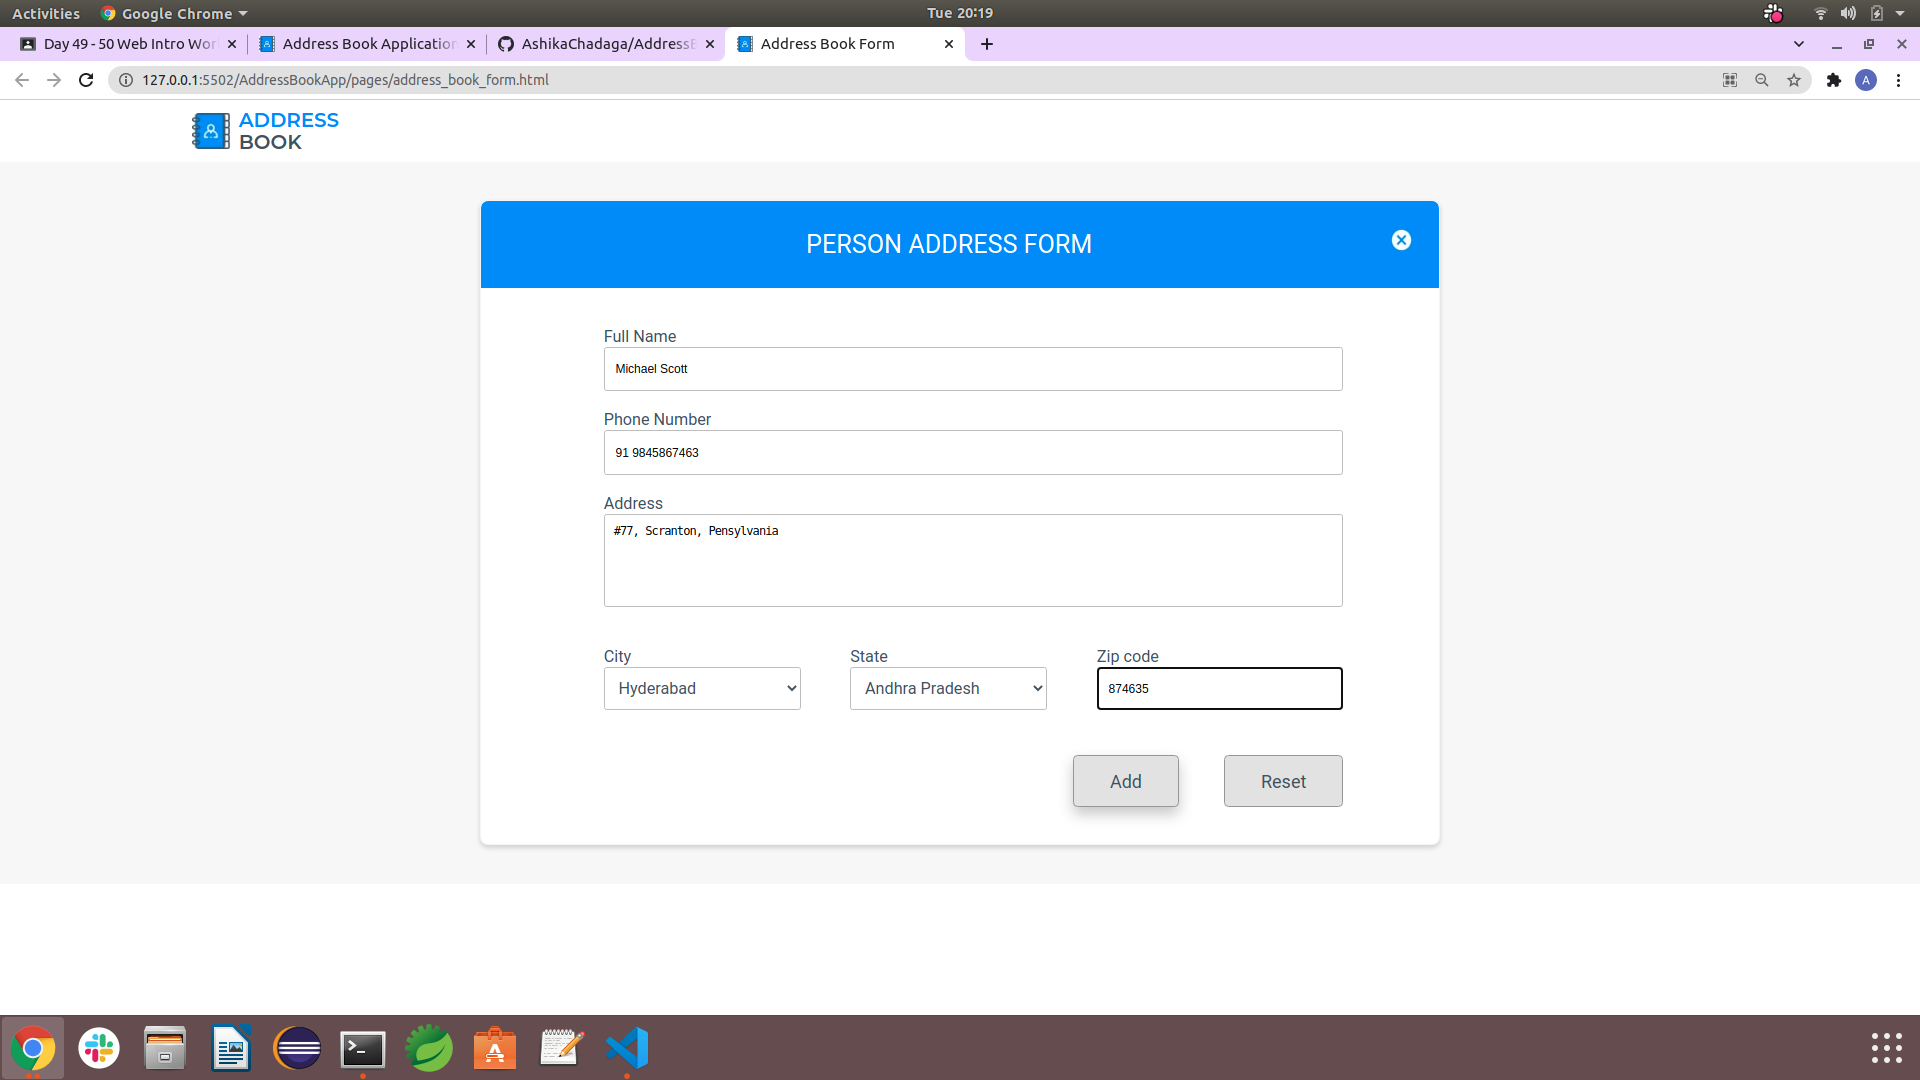 Activities
Google Chrome
Tue 20:19
Day 49 - 50 Web Intro Wor
Address Book Application
AshikaChadaga/AddressB
Address Book Form
127.0.0.1:5502/AddressBookApp/pages/address_book_form.html
A
ADDRESS
BOOK
PERSON ADDRESS FORM
Full Name
Michael Scott
Phone Number
91 9845867463
Address
#77, Scranton, Pensylvania
City
State
Zip code
Hyderabad
Andhra Pradesh
874635
Add
Reset